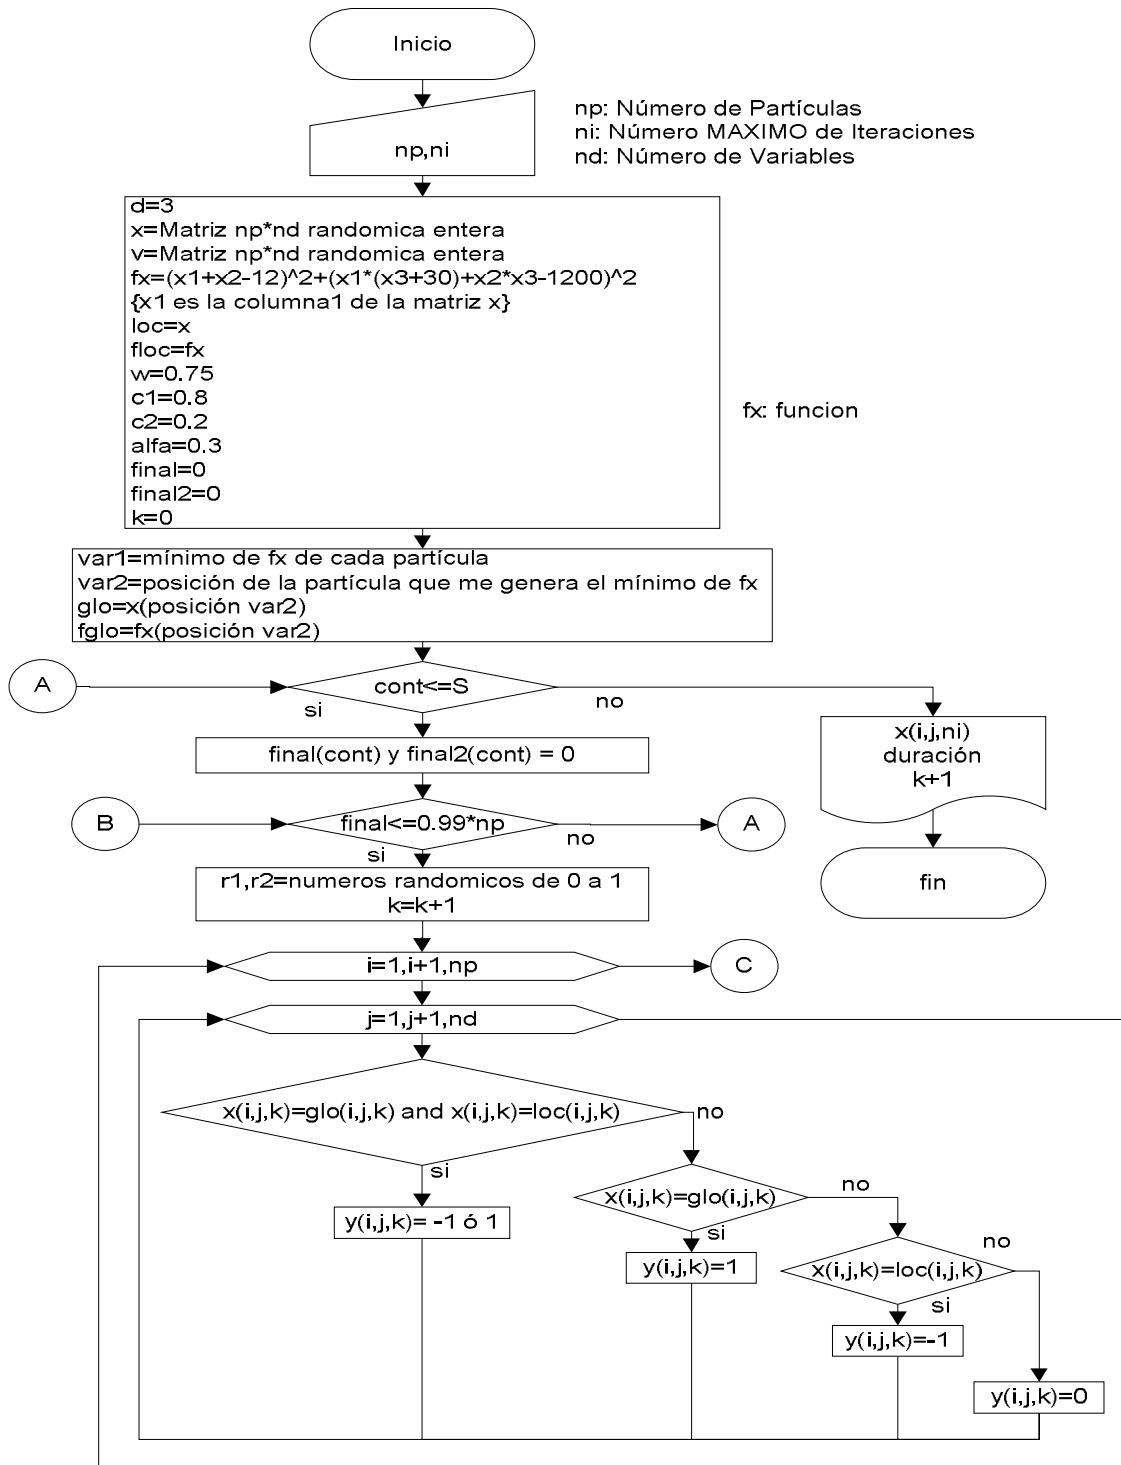 Inicio
np,ni
np: Número de Partículas
ni: Número MAXIMO de Iteraciones
nd: Número de Variables
d=3
x=Matriz np*nd randomica entera
v=Matriz np*nd randomica entera
fx=(x1+x2-12)^2+(x1*(x3+30)+x2*x3-1200)^2
{x1 es la columna1 de la matriz x}
loc=x
floc=fx
w=0.75
c1=0.8
c2=0.2
alfa=0.3
final=0
final2=0
k=0
fx: funcion
var1=mínimo de fx de cada partícula
var2=posición de la partícula que me genera el mínimo de fx
glo=x(posición var2)
fglo=fx(posición var2)
A
cont<=S
si
no
final(cont) y final2(cont) = 0
x(i,j,ni)
duración
k+1
B
final<=0.99*np
si
no
A
fin
r1,r2=numeros randomicos de 0 a 1
k=k+1
i=1,i+1,np
C
j=1,j+1,nd
x(i,j,k)=glo(i,j,k) and x(i,j,k)=loc(i,j,k)
no
si
y(i,j,k)= -1 ó 1
x(i,j,k)=glo(i,j,k)
no
si
y(i,j,k)=1
x(i,j,k)=loc(i,j,k)
no
si
y(i,j,k)=-1
y(i,j,k)=0